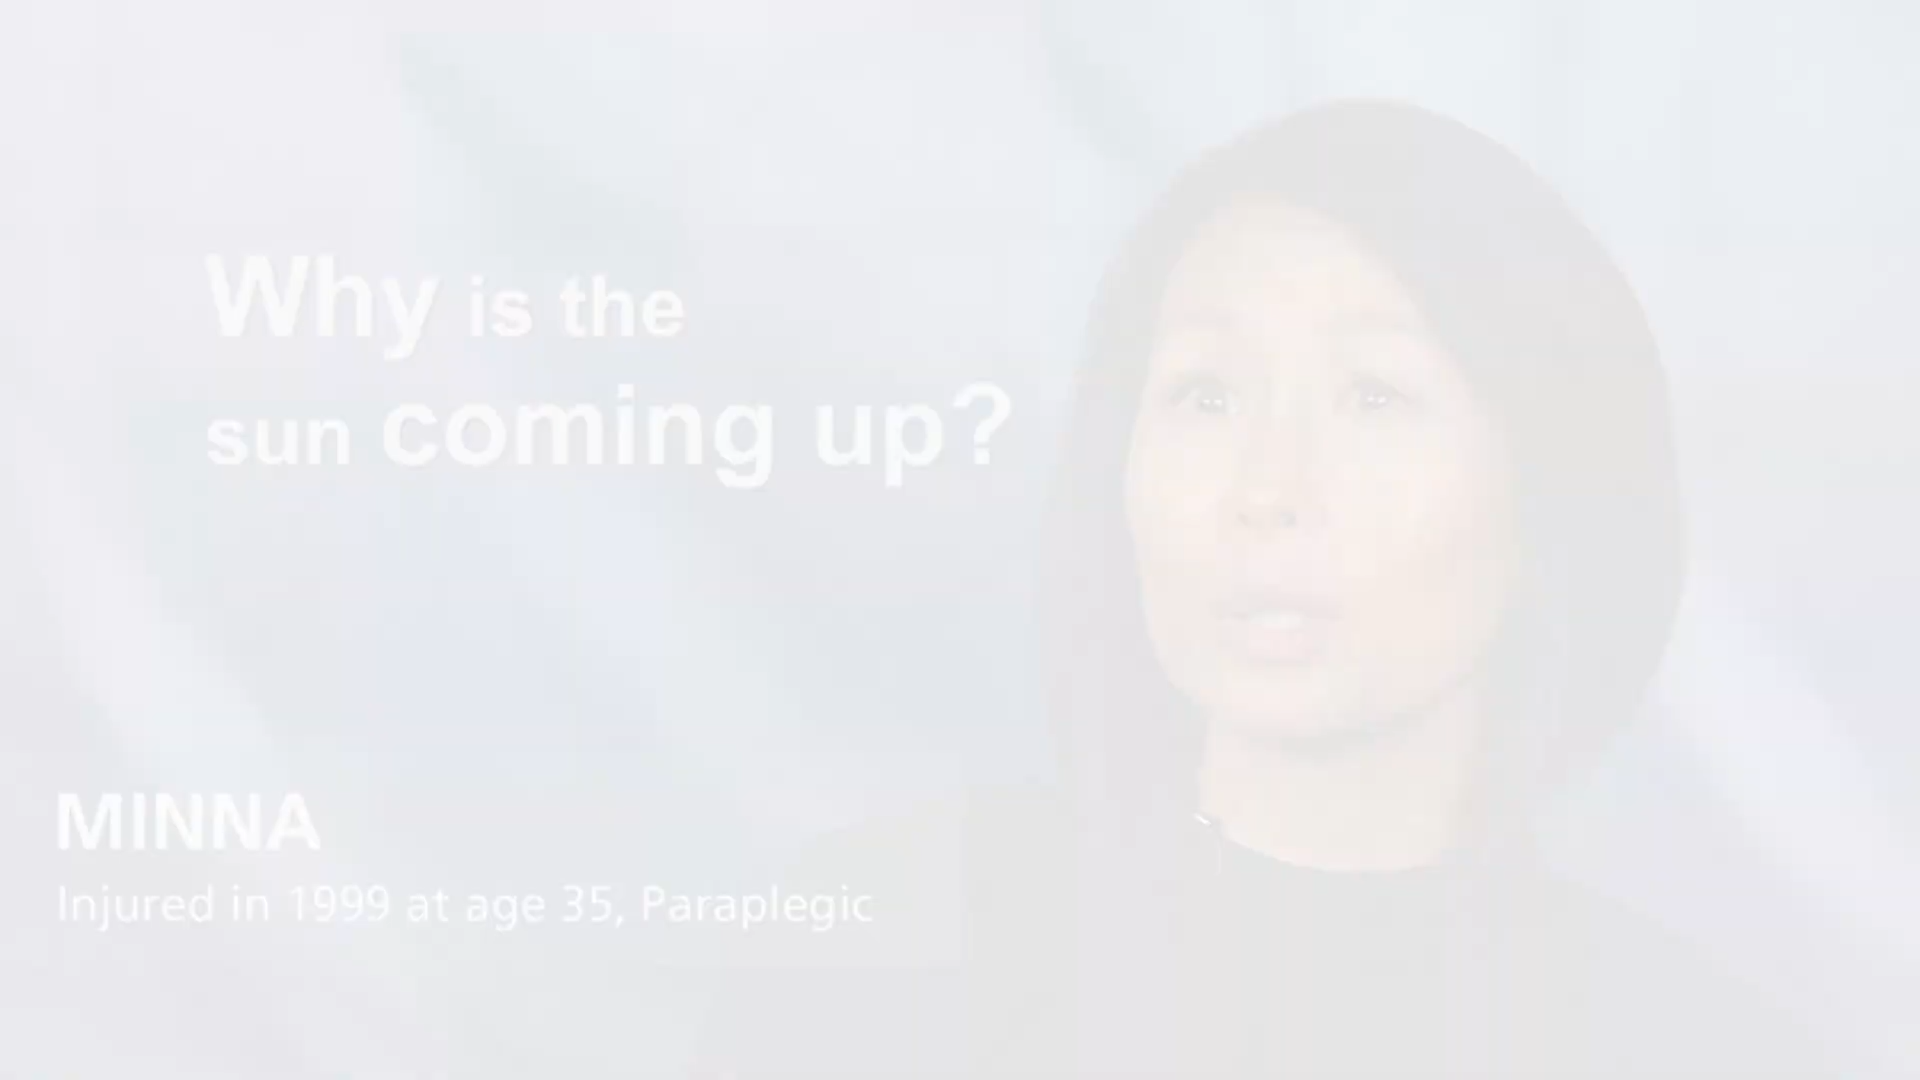 Why is the
sun coming up?
MINNA
Injured in 1999 at age 35, Paraplegic